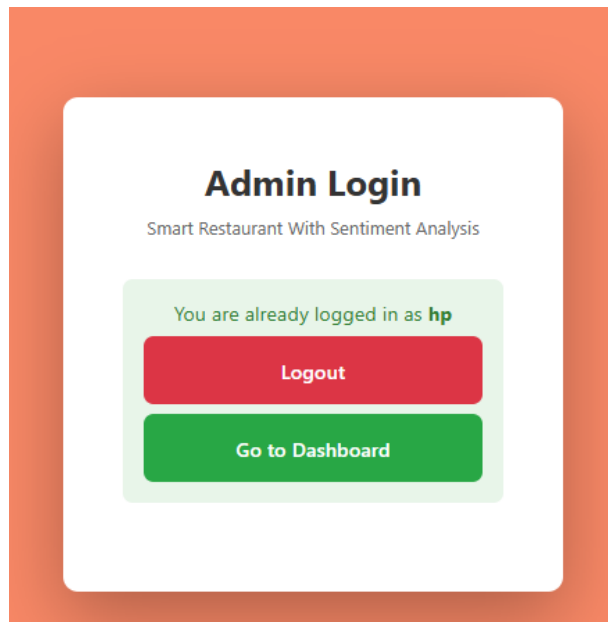 Admin Login
Smart Restaurant With Sentiment Analysis
You are already logged in as hp
Logout
Go to Dashboard